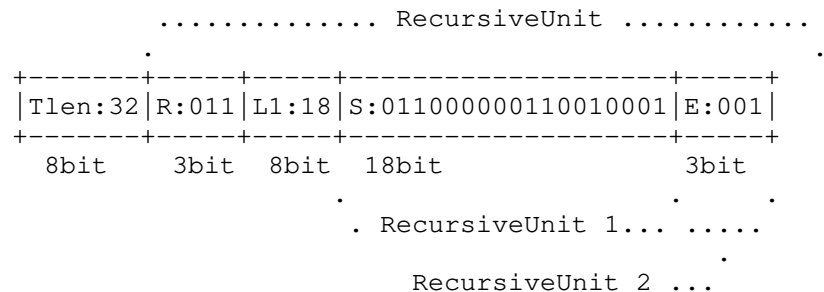 .............. RecursiveUnit ............
. .
+-------+-----+-----+--------------------+-----+
|Tlen:32|R:011|L1:18|S:011000000110010001|E:001|
+-------+-----+-----+--------------------+-----+
8bit 3bit 8bit 18bit 3bit
. . .
. RecursiveUnit 1... .....
.
RecursiveUnit 2 ...